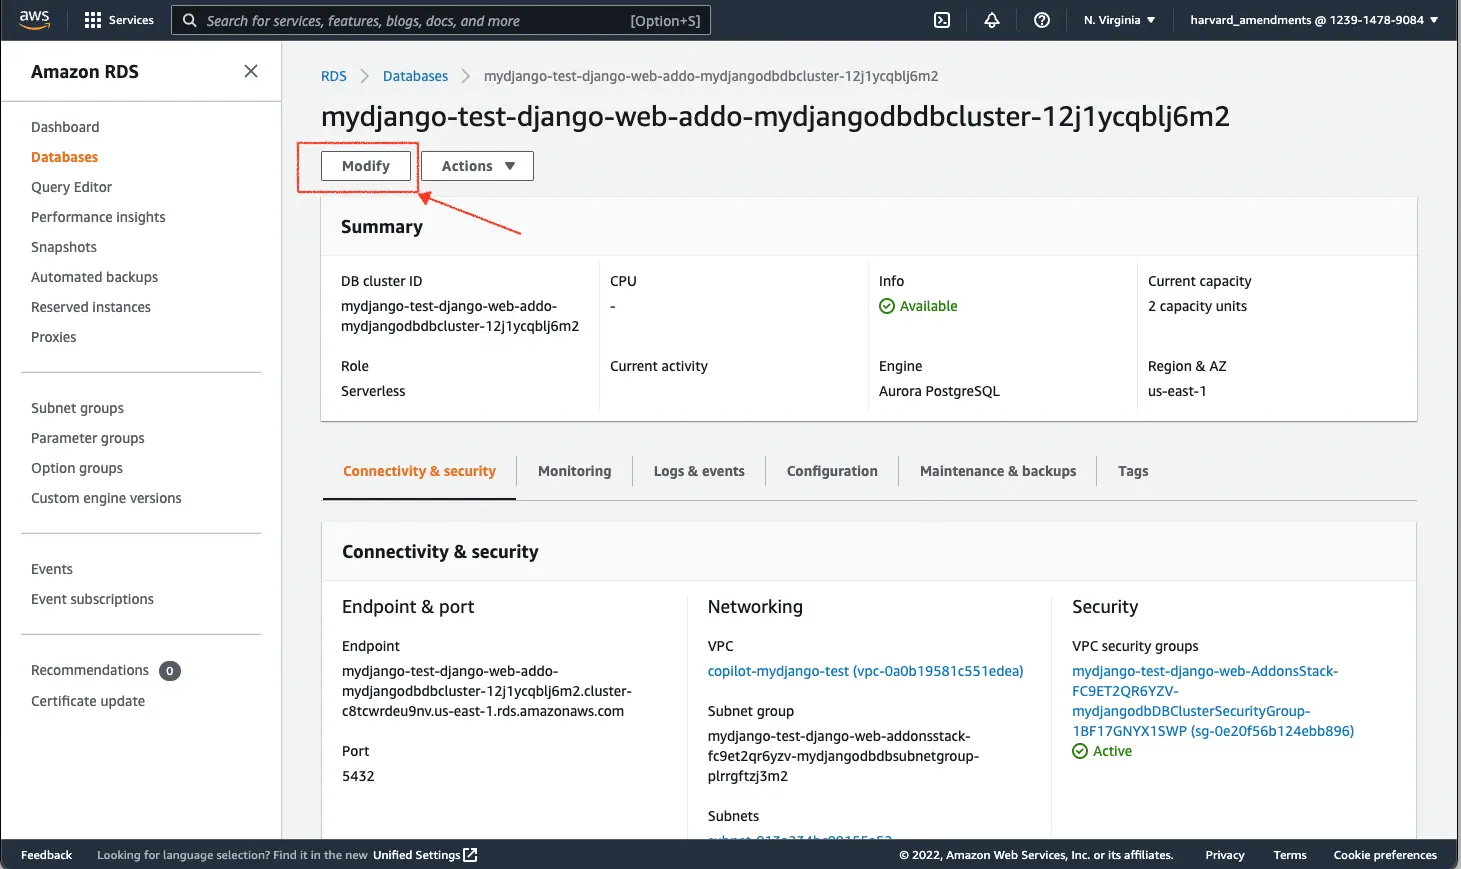 aws
Services
Search for services, features, blogs, docs, and more
[Option+S]
N. Virginia
harvard_amendments @ 1239-1478-9084
Amazon RDS
Dashboard
Databases
Query Editor
Performance insights
Snapshots
Automated backups
Reserved instances
Proxies
Subnet groups
Parameter groups
Option groups
Custom engine versions
Events
Event subscriptions
Recommendations 0
Certificate update
RDS > Databases > mydjango-test-django-web-addo-mydjangodbdbcluster-12j1ycqblj6m2
mydjango-test-django-web-addo-mydjangodbdbcluster-12j1ycqblj6m2
Modify
Actions
Summary
DB cluster ID
mydjango-test-django-web-addo-
mydjangodbdbcluster-12j1ycqblj6m2
CPU
-
Info
Available
Current capacity
2 capacity units
Role
Serverless
Current activity
Engine
Aurora PostgreSQL
Region & AZ
us-east-1
Connectivity & security
Monitoring
Logs & events
Configuration
Maintenance & backups
Tags
Connectivity & security
Endpoint & port
Endpoint
mydjango-test-django-web-addo-
mydjangodbdbcluster-12j1ycqblj6m2.cluster-
c8tcwrdeu9nv.us-east-1.rds.amazonaws.com
Port
5432
Networking
VPC
copilot-mydjango-test (vpc-0a0b19581c551edea)
Subnet group
mydjango-test-django-web-addonsstack-
fc9et2qr6yzv-mydjangodbdbsubnetgroup-
plrrgftzj3m2
Subnets
Security
VPC security groups
mydjango-test-django-web-AddonsStack-
FC9ET2QR6YZV-
mydjangodbDBClusterSecurityGroup-
1BF17GNYX1SWP (sg-0e20f56b124ebb896)
Active
Feedback
Looking for language selection? Find it in the new Unified Settings
© 2022, Amazon Web Services, Inc. or its affiliates.
Privacy
Terms
Cookie preferences